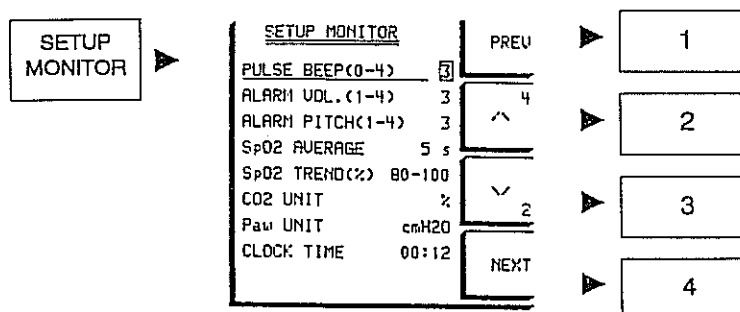 SETUP
MONITOR
SETUP MONITOR
PULSE BEEP(0-4) 3
ALARM VOL.(1-4) 3
ALARM PITCH(1-4) 3
SpO2 AVERAGE 5 s
SpO2 TREND(%) 80-100
CO2 UNIT %
Paw UNIT cmH2O
CLOCK TIME 00:12
PREV
4
^
2
NEXT
1
2
3
4